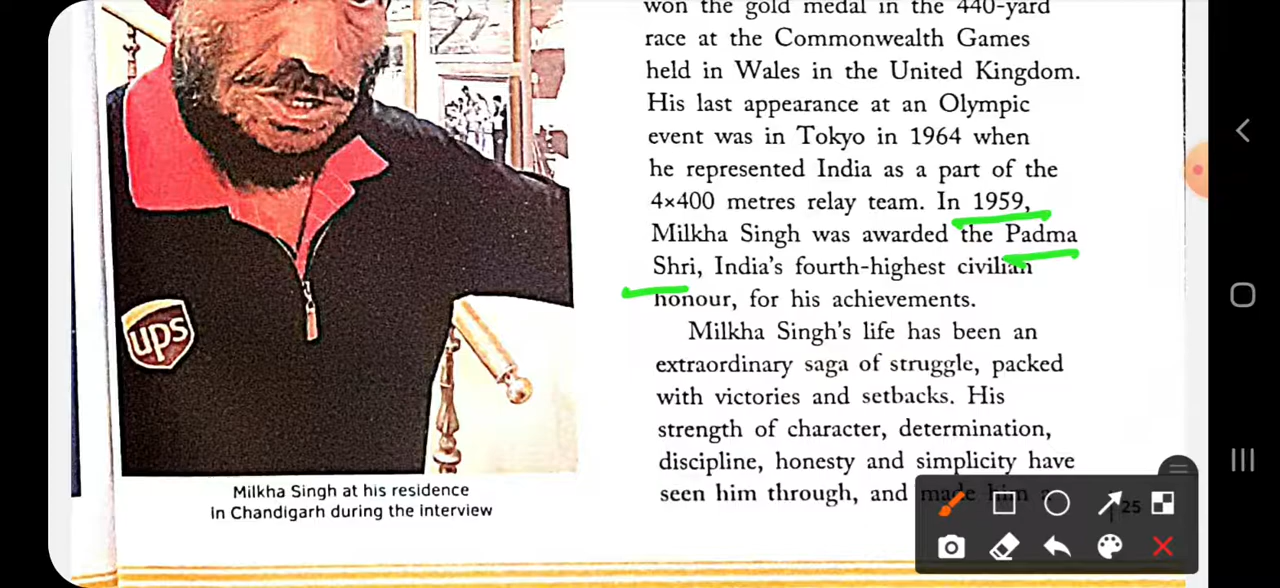 won the gold medal in the 440-yard
race at the Commonwealth Games
held in Wales in the United Kingdom.
His last appearance at an Olympic
event was in Tokyo in 1964 when
he represented India as a part of the
4×400 metres relay team. In 1959,
Milkha Singh was awarded the Padma
Shri, India's fourth-highest civilian
honour, for his achievements.
Milkha Singh's life has been an
extraordinary saga of struggle, packed
with victories and setbacks. His
strength of character, determination,
discipline, honesty and simplicity have
seen him through, and made him a
ups
Milkha Singh at his residence
in Chandigarh during the interview
25